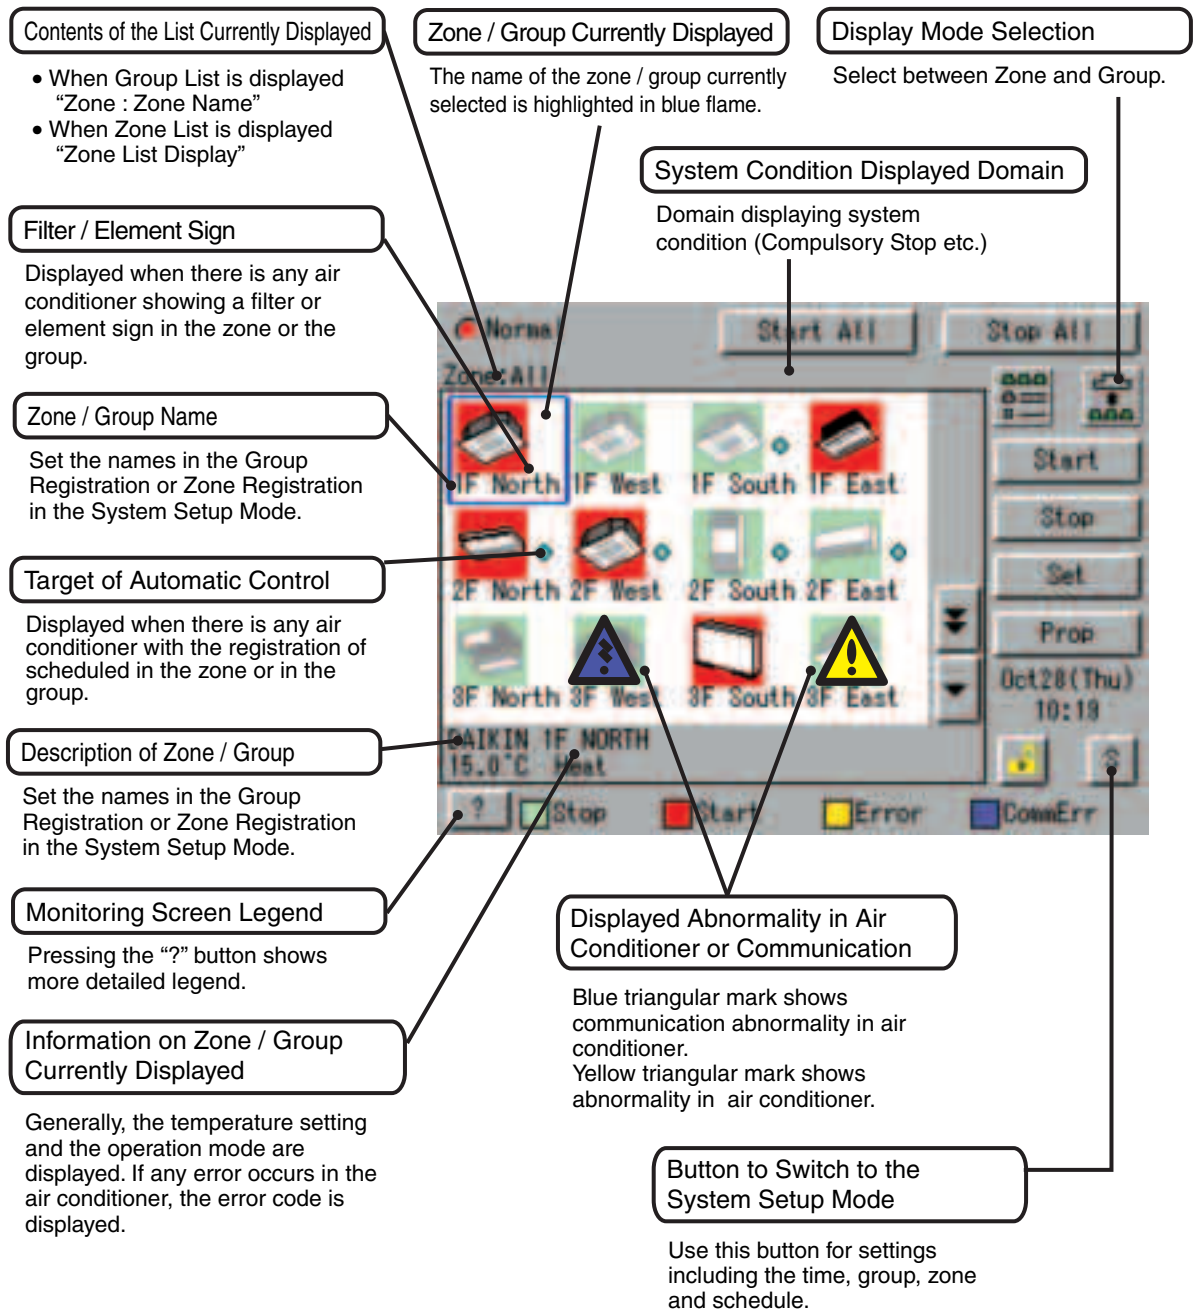 Contents of the List Currently Displayed
• When Group List is displayed
“Zone : Zone Name”
• When Zone List is displayed
“Zone List Display”
Zone / Group Currently Displayed
The name of the zone / group currently
selected is highlighted in blue flame.
Display Mode Selection
Select between Zone and Group.
System Condition Displayed Domain
Domain displaying system
condition (Compulsory Stop etc.)
Filter / Element Sign
Displayed when there is any air
conditioner showing a filter or
element sign in the zone or the
group.
Zone / Group Name
Set the names in the Group
Registration or Zone Registration
in the System Setup Mode.
Target of Automatic Control
Displayed when there is any air
conditioner with the registration of
scheduled in the zone or in the
group.
Description of Zone / Group
Set the names in the Group
Registration or Zone Registration
in the System Setup Mode.
Monitoring Screen Legend
Pressing the “?” button shows
more detailed legend.
Information on Zone / Group
Currently Displayed
Generally, the temperature setting
and the operation mode are
displayed. If any error occurs in the
air conditioner, the error code is
displayed.
Normal
Start All
Stop All
Zone:All
1F North 1F West 1F South 1F East
2F North 2F West 2F South 2F East
3F North 3F West 3F South 3F East
Start
Stop
Set
Prop
Oct28(Thu)
10:19
DAIKIN 1F NORTH
15.0°C Heat
? Stop Start Error CommErr
Displayed Abnormality in Air
Conditioner or Communication
Blue triangular mark shows
communication abnormality in air
conditioner.
Yellow triangular mark shows
abnormality in air conditioner.
Button to Switch to the
System Setup Mode
Use this button for settings
including the time, group, zone
and schedule.